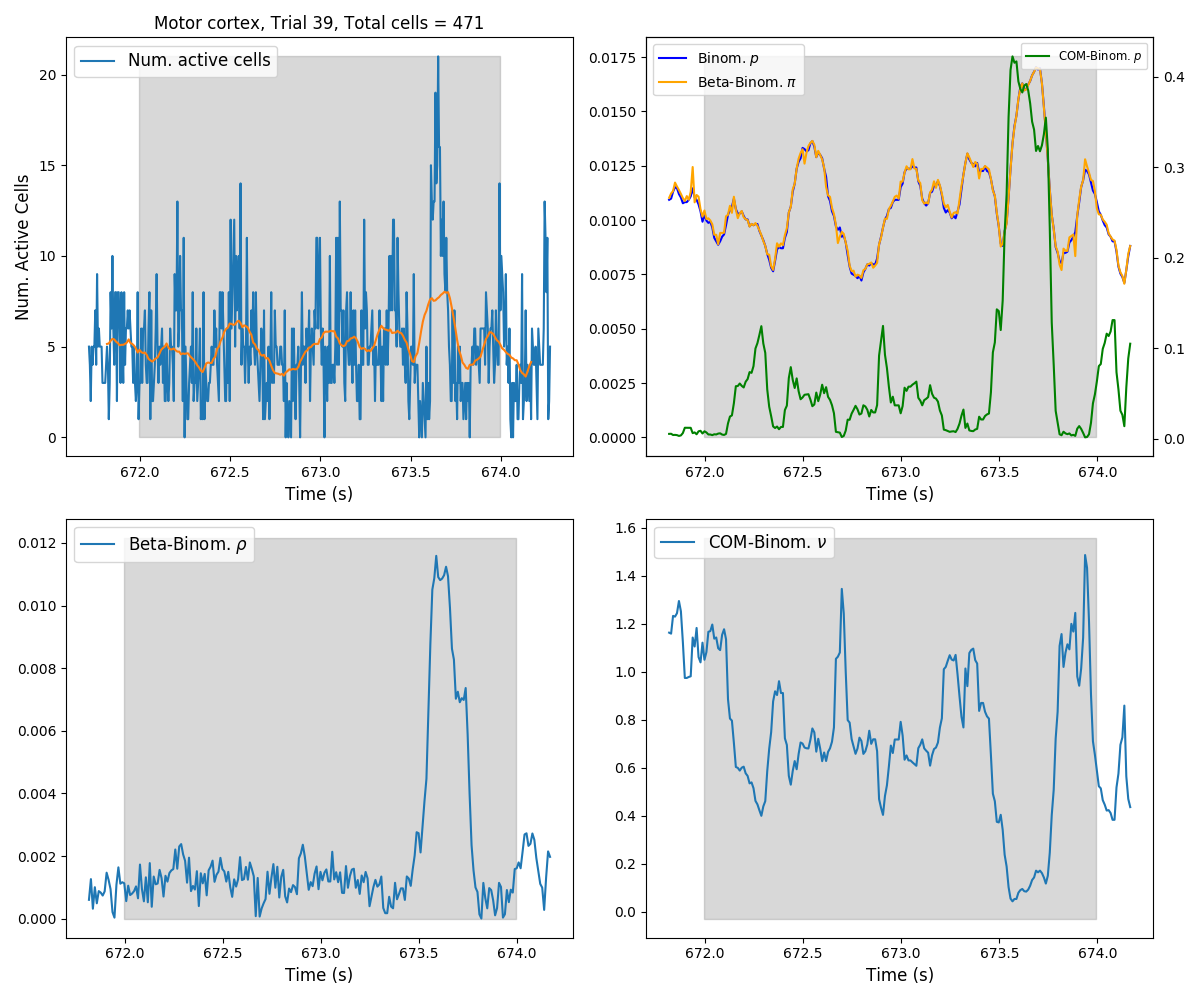 Motor cortex, Trial 39, Total cells = 471
Num. active cells
Num. Active Cells
20
15
10
5
0
672.0 672.5 673.0 673.5 674.0
Time (s)
Binom. p
Beta-Binom. π
COM-Binom. p
0.0175
0.0150
0.0125
0.0100
0.0075
0.0050
0.0025
0.0000
0.4
0.3
0.2
0.1
0.0
672.0 672.5 673.0 673.5 674.0
Time (s)
Beta-Binom. ρ
0.012
0.010
0.008
0.006
0.004
0.002
0.000
672.0 672.5 673.0 673.5 674.0
Time (s)
COM-Binom. ν
1.6
1.4
1.2
1.0
0.8
0.6
0.4
0.2
0.0
672.0 672.5 673.0 673.5 674.0
Time (s)